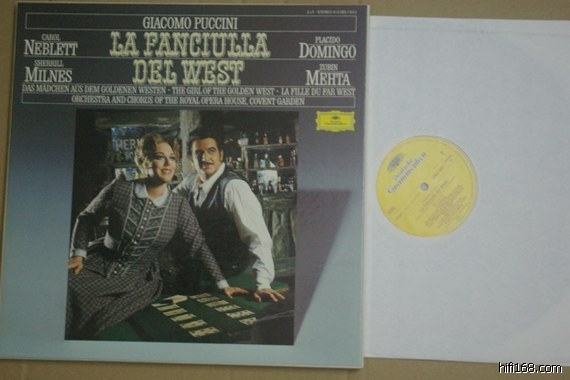 GIACOMO PUCCINI
CAROL
NEBLETT
LA FANCIULLA
DEL WEST
PLACIDO
DOMINGO
SHERRILL
MILNES
ZUBIN
MEHTA
DAS MÄDCHEN AUS DEM GOLDENEN WESTEN · THE GIRL OF THE GOLDEN WEST · LA FILLE DU FAR WEST
ORCHESTRA AND CHORUS OF THE ROYAL OPERA HOUSE, COVENT GARDEN
Deutsche
Grammophon
hifi168.com